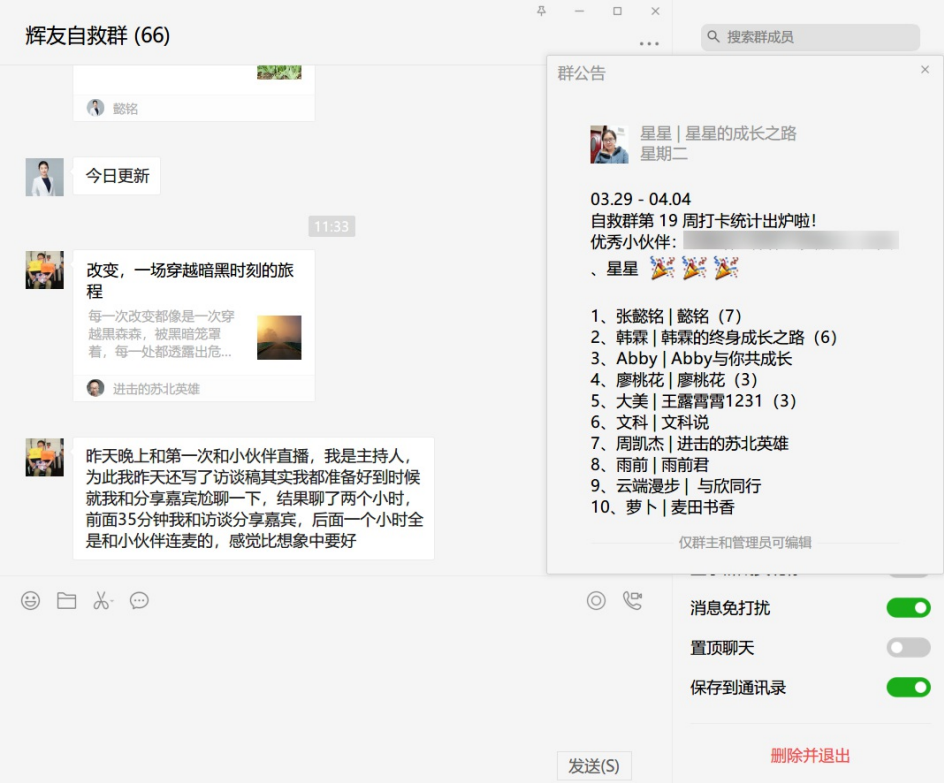 辉友自救群 (66)
搜索群成员
懿铭
今日更新
11:33
改变，一场穿越暗黑时刻的旅
程
每一次改变都像是一次穿
越黑森森，被黑暗笼罩
着，每一处都透露出危...
进击的苏北英雄
昨天晚上和第一次和小伙伴直播，我是主持人，
为此我昨天还写了访谈稿其实我都准备好到时候
就我和分享嘉宾尬聊一下，结果聊了两个小时，
前面35分钟我和访谈分享嘉宾，后面一个小时全
是和小伙伴连麦的，感觉比想象中要好
发送(S)
群公告
星星 | 星星的成长之路
星期二
03.29 - 04.04
自救群第 19 周打卡统计出炉啦！
优秀小伙伴：
、星星 🎉 🎉 🎉
1、张懿铭 | 懿铭（7）
2、韩霖 | 韩霖的终身成长之路（6）
3、Abby | Abby与你共成长
4、廖桃花 | 廖桃花（3）
5、大美 | 王露霄霄1231（3）
6、文科 | 文科说
7、周凯杰 | 进击的苏北英雄
8、雨前 | 雨前君
9、云端漫步 | 与欣同行
10、萝卜 | 麦田书香
仅群主和管理员可编辑
消息免打扰
置顶聊天
保存到通讯录
删除并退出